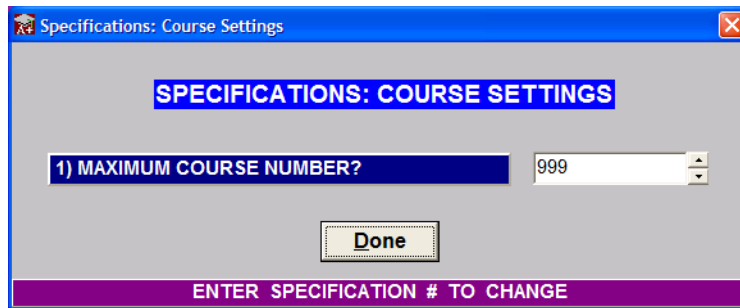 Specifications: Course Settings
SPECIFICATIONS: COURSE SETTINGS
1) MAXIMUM COURSE NUMBER? 999
Done
ENTER SPECIFICATION # TO CHANGE